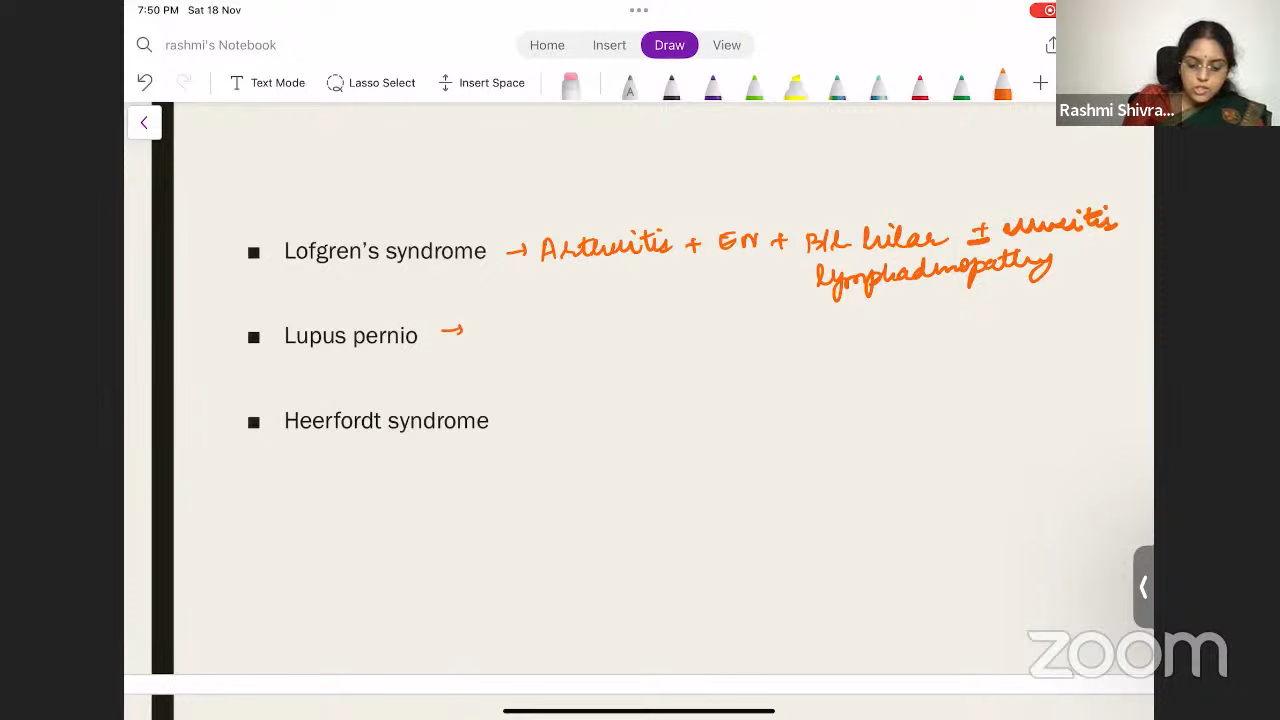 7:50 PM Sat 18 Nov
rashmi's Notebook
Home Insert Draw View
Text Mode Lasso Select Insert Space
A
Rashmi Shivra...
Lofgren's syndrome → Arthritis + EN + B/L hilar ±
lymphadenopathy
Lupus pernio →
Heerfordt syndrome
zoom